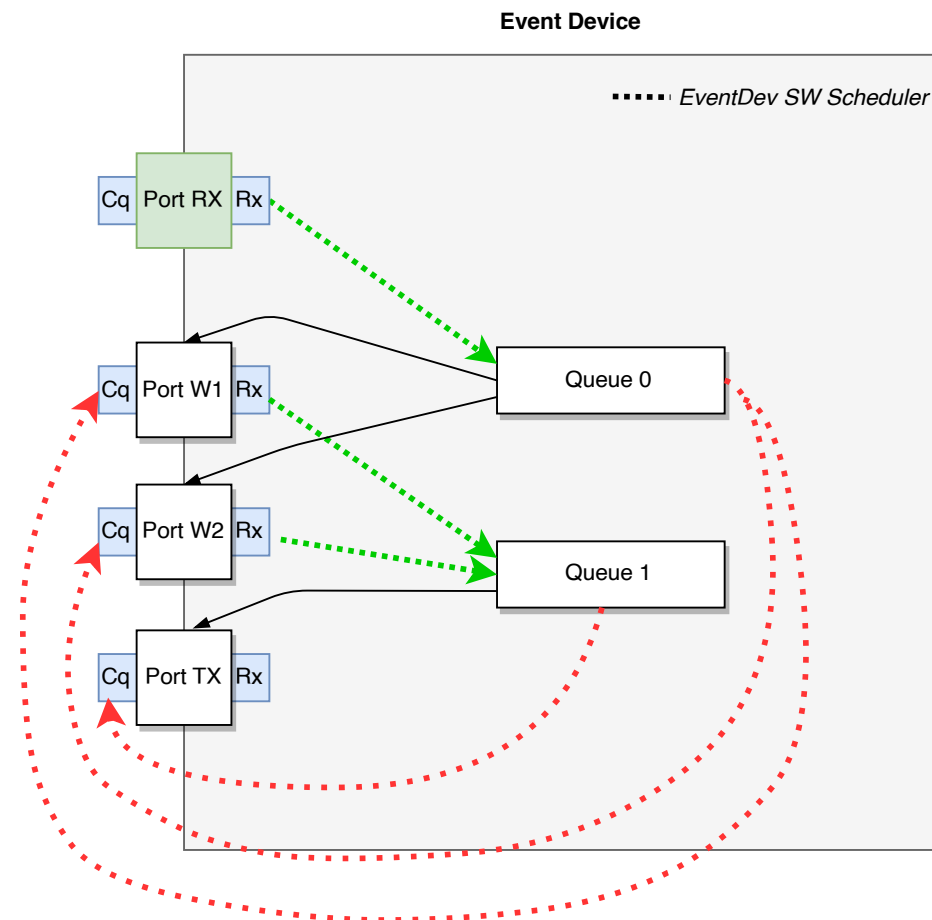 Event Device
EventDev SW Scheduler
Cq Port RX Rx
Cq Port W1 Rx
Queue 0
Cq Port W2 Rx
Queue 1
Cq Port TX Rx